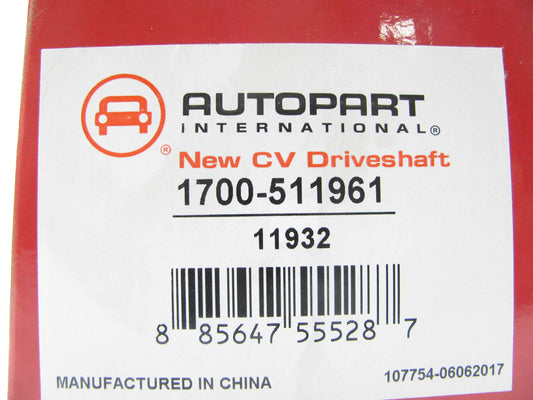 AUTOPART
INTERNATIONAL®
® New CV Driveshaft
1700-511961
11932
8 85647 55528 7
MANUFACTURED IN CHINA
107754-06062017